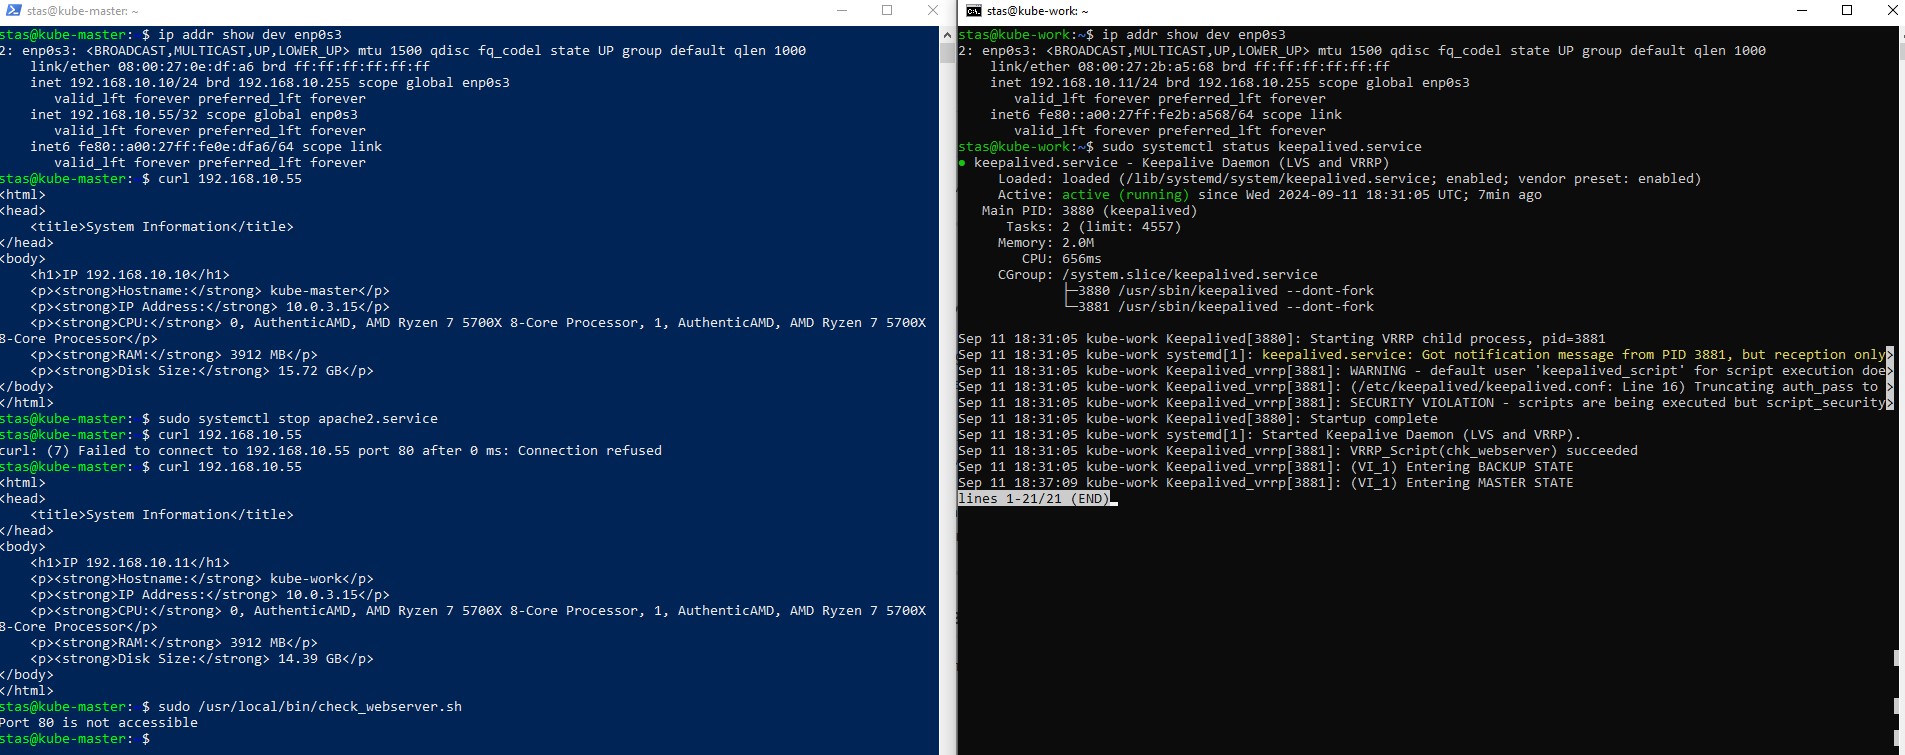 stas@kube-master: ~
stas@kube-master: $ ip addr show dev enp0s3
2: enp0s3: <BROADCAST,MULTICAST,UP,LOWER_UP> mtu 1500 qdisc fq_codel state UP group default qlen 1000
    link/ether 08:00:27:0e:df:a6 brd ff:ff:ff:ff:ff:ff
    inet 192.168.10.10/24 brd 192.168.10.255 scope global enp0s3
       valid_lft forever preferred_lft forever
    inet 192.168.10.55/32 scope global enp0s3
       valid_lft forever preferred_lft forever
    inet6 fe80::a00:27ff:fe0e:dfa6/64 scope link
       valid_lft forever preferred_lft forever
stas@kube-master: $ curl 192.168.10.55
<html>
<head>
    <title>System Information</title>
</head>
<body>
    <h1>IP 192.168.10.10</h1>
    <p><strong>Hostname:</strong> kube-master</p>
    <p><strong>IP Address:</strong> 10.0.3.15</p>
    <p><strong>CPU:</strong> 0, AuthenticAMD, AMD Ryzen 7 5700X 8-Core Processor, 1, AuthenticAMD, AMD Ryzen 7 5700X
8-Core Processor</p>
    <p><strong>RAM:</strong> 3912 MB</p>
    <p><strong>Disk Size:</strong> 15.72 GB</p>
</body>
</html>
stas@kube-master: $ sudo systemctl stop apache2.service
stas@kube-master: $ curl 192.168.10.55
curl: (7) Failed to connect to 192.168.10.55 port 80 after 0 ms: Connection refused
stas@kube-master: $ curl 192.168.10.55
<html>
<head>
    <title>System Information</title>
</head>
<body>
    <h1>IP 192.168.10.11</h1>
    <p><strong>Hostname:</strong> kube-work</p>
    <p><strong>IP Address:</strong> 10.0.3.15</p>
    <p><strong>CPU:</strong> 0, AuthenticAMD, AMD Ryzen 7 5700X 8-Core Processor, 1, AuthenticAMD, AMD Ryzen 7 5700X
8-Core Processor</p>
    <p><strong>RAM:</strong> 3912 MB</p>
    <p><strong>Disk Size:</strong> 14.39 GB</p>
</body>
</html>
stas@kube-master: $ sudo /usr/local/bin/check_webserver.sh
Port 80 is not accessible
stas@kube-master: $
stas@kube-work: ~
stas@kube-work:~$ ip addr show dev enp0s3
2: enp0s3: <BROADCAST,MULTICAST,UP,LOWER_UP> mtu 1500 qdisc fq_codel state UP group default qlen 1000
    link/ether 08:00:27:2b:a5:68 brd ff:ff:ff:ff:ff:ff
    inet 192.168.10.11/24 brd 192.168.10.255 scope global enp0s3
       valid_lft forever preferred_lft forever
    inet6 fe80::a00:27ff:fe2b:a568/64 scope link
       valid_lft forever preferred_lft forever
stas@kube-work:~$ sudo systemctl status keepalived.service
● keepalived.service - Keepalive Daemon (LVS and VRRP)
     Loaded: loaded (/lib/systemd/system/keepalived.service; enabled; vendor preset: enabled)
     Active: active (running) since Wed 2024-09-11 18:31:05 UTC; 7min ago
   Main PID: 3880 (keepalived)
      Tasks: 2 (limit: 4557)
     Memory: 2.0M
        CPU: 656ms
     CGroup: /system.slice/keepalived.service
             ├─3880 /usr/sbin/keepalived --dont-fork
             └─3881 /usr/sbin/keepalived --dont-fork
Sep 11 18:31:05 kube-work Keepalived[3880]: Starting VRRP child process, pid=3881
Sep 11 18:31:05 kube-work systemd[1]: keepalived.service: Got notification message from PID 3881, but reception only>
Sep 11 18:31:05 kube-work Keepalived_vrrp[3881]: WARNING - default user 'keepalived_script' for script execution doe>
Sep 11 18:31:05 kube-work Keepalived_vrrp[3881]: (/etc/keepalived/keepalived.conf: Line 16) Truncating auth_pass to >
Sep 11 18:31:05 kube-work Keepalived_vrrp[3881]: SECURITY VIOLATION - scripts are being executed but script_security>
Sep 11 18:31:05 kube-work Keepalived[3880]: Startup complete
Sep 11 18:31:05 kube-work systemd[1]: Started Keepalive Daemon (LVS and VRRP).
Sep 11 18:31:05 kube-work Keepalived_vrrp[3881]: VRRP_Script(chk_webserver) succeeded
Sep 11 18:31:05 kube-work Keepalived_vrrp[3881]: (VI_1) Entering BACKUP STATE
Sep 11 18:37:09 kube-work Keepalived_vrrp[3881]: (VI_1) Entering MASTER STATE
lines 1-21/21 (END)